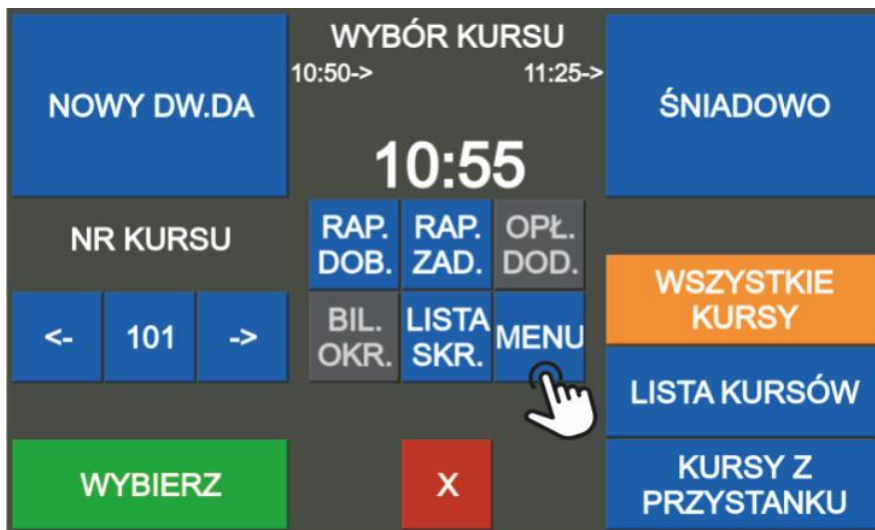 WYBÓR KURSU
10:50->
11:25->
NOWY DW.DA
ŚNIADOWO
10:55
NR KURSU
RAP.
DOB.
RAP.
ZAD.
OPŁ.
DOD.
<-
101
->
BIL.
OKR.
LISTA
SKR.
MENU
WSZYSTKIE
KURSY
LISTA KURSÓW
WYBIERZ
X
KURSY Z
PRZYSTANKU